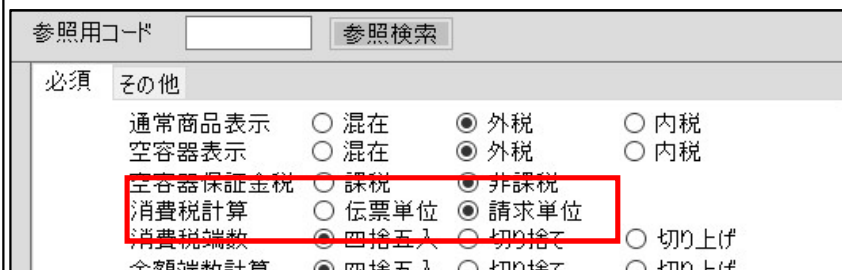 参照用コード 参照検索
必須 その他
通常商品表示 混在 外税 内税
空容器表示 混在 外税 内税
空容器保証金税 課税 非課税
消費税計算 伝票単位 請求単位
消費税端数 四捨五入 切り捨て 切り上げ
金額端数計算 四捨五入 切り捨て 切り上げ